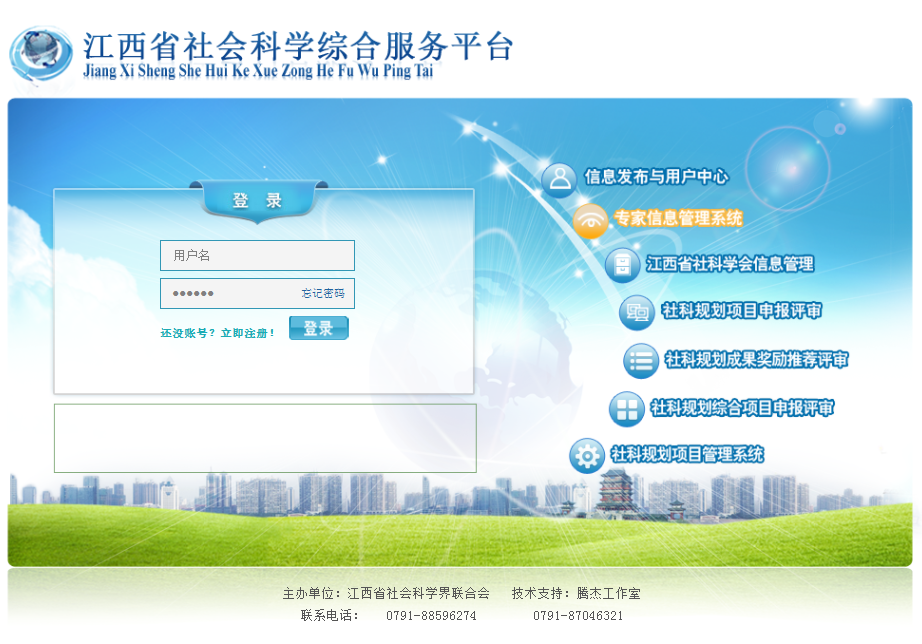 江西省社会科学综合服务平台
Jiang Xi Sheng She Hui Ke Xue Zong He Fu Wu Ping Tai
登 录
用户名
●●●●●● 忘记密码
还没账号？立即注册！ 登录
信息发布与用户中心
专家信息管理系统
江西省社科学会信息管理
社科规划项目申报评审
社科规划成果奖励推荐评审
社科规划综合项目申报评审
社科规划项目管理系统
主办单位：江西省社会科学界联合会 技术支持：腾杰工作室
联系电话： 0791-88596274 0791-87046321